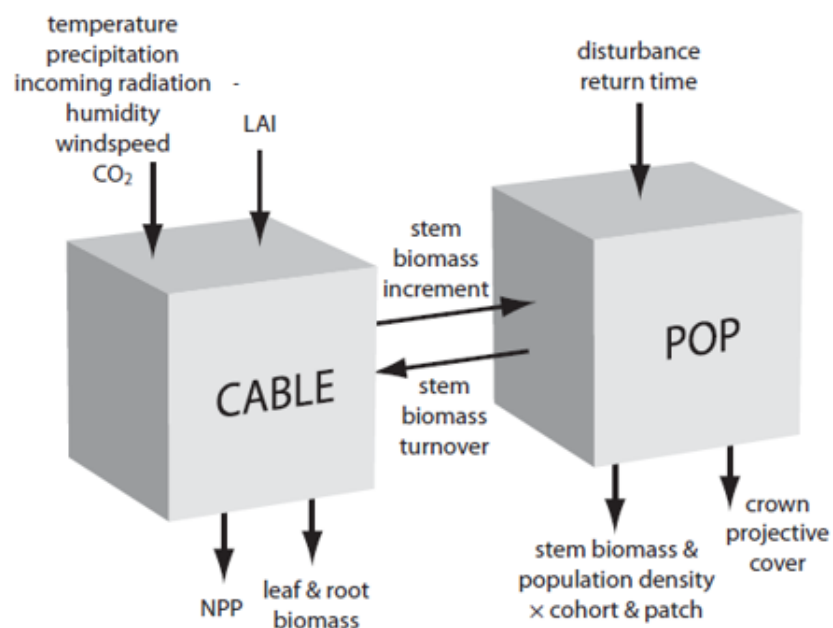 temperature
precipitation
incoming radiation -
humidity
windspeed
CO₂
LAI
disturbance
return time
stem
biomass
increment
CABLE
POP
stem
biomass
turnover
NPP
leaf & root
biomass
stem biomass &
population density
× cohort & patch
crown
projective
cover